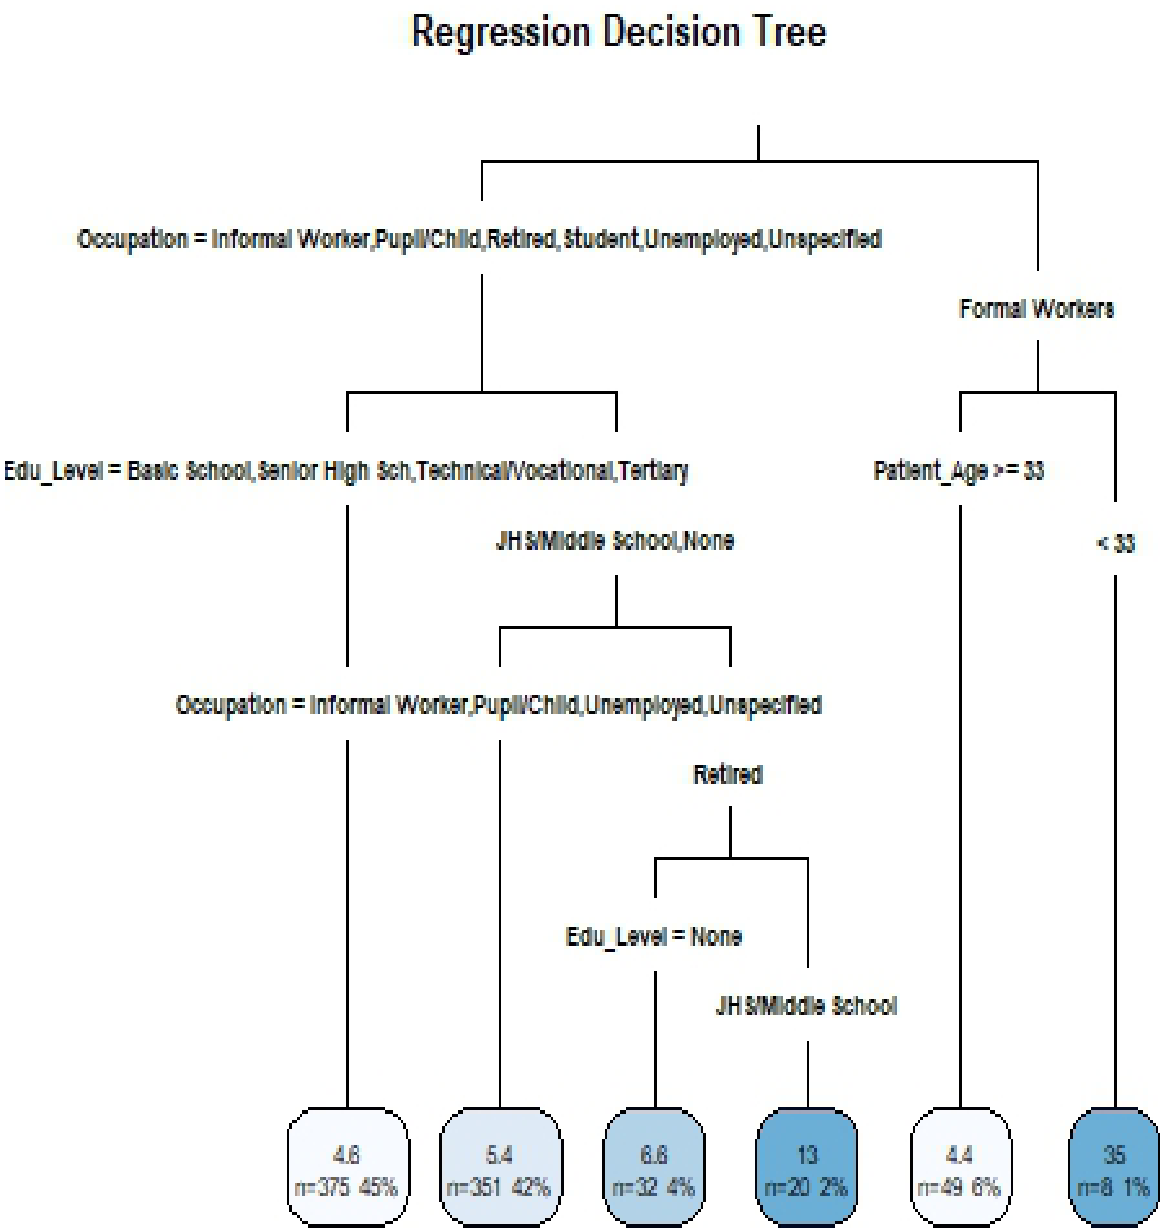 Regression Decision Tree
Occupation = Informal Worker,Pupil/Child,Retired,Student,Unemployed,Unspecified
Formal Workers
Edu_Level = Basic School,Senior High Sch,Technical/Vocational,Tertiary
Patient_Age >= 33
JHS/Middle School,None
< 33
Occupation = Informal Worker,Pupil/Child,Unemployed,Unspecified
Retired
Edu_Level = None
JHS/Middle School
4.6
n=375 45%
5.4
n=351 42%
6.6
n=32 4%
13
n=20 2%
4.4
n=49 6%
35
n=8 1%